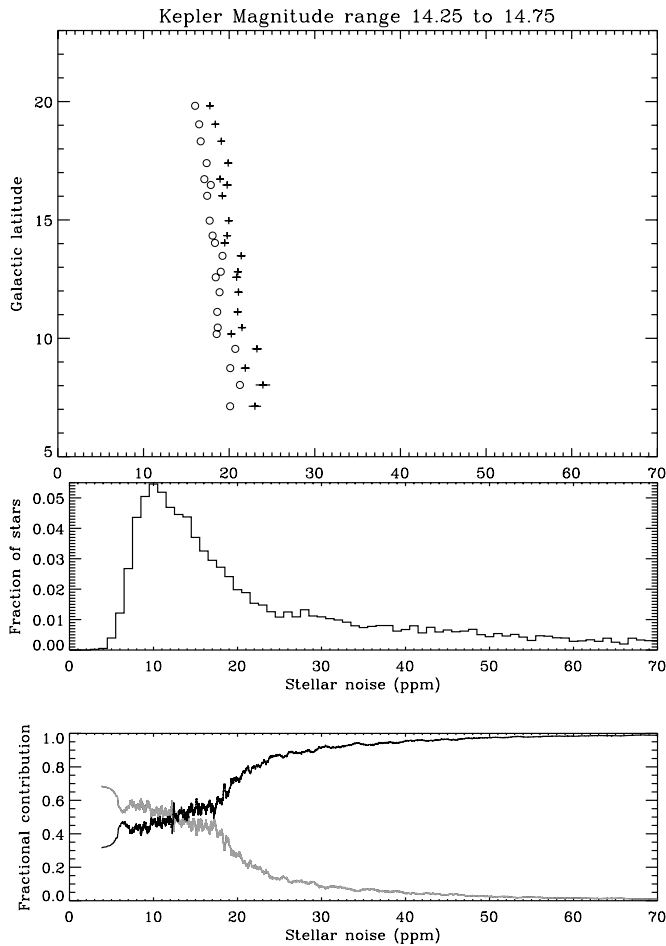 Kepler Magnitude range 14.25 to 14.75
Galactic latitude
20
15
10
5
0 10 20 30 40 50 60 70
Fraction of stars
0.05
0.04
0.03
0.02
0.01
0.00
0 10 20 30 40 50 60 70
Stellar noise (ppm)
Fractional contribution
1.0
0.8
0.6
0.4
0.2
0.0
0 10 20 30 40 50 60 70
Stellar noise (ppm)